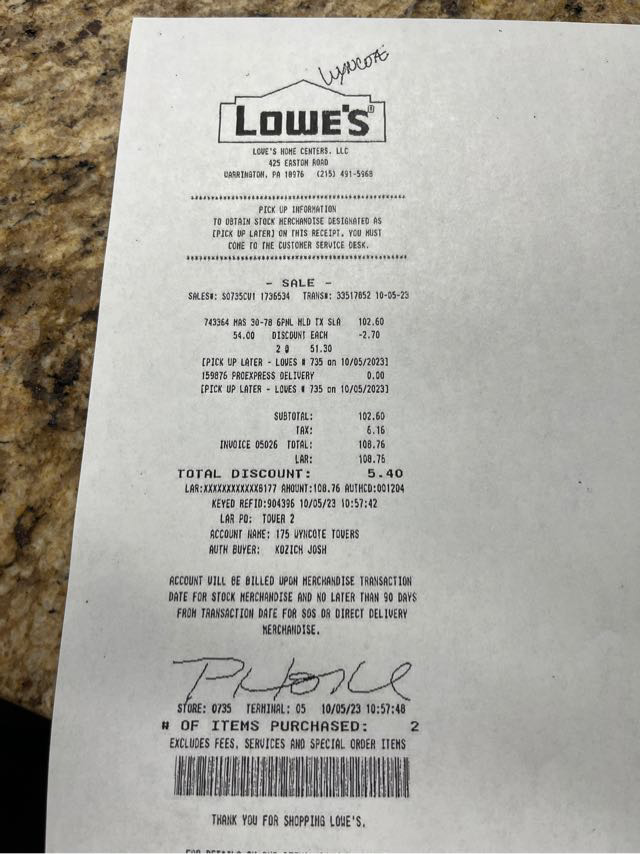 LOWE'S®
LOWE'S HOME CENTERS, LLC
425 EASTON ROAD
WARRINGTON, PA 18976 (215) 491-5968
PICK UP INFORMATION
TO OBTAIN STOCK MERCHANDISE DESIGNATED AS
[PICK UP LATER] ON THIS RECEIPT, YOU MUST
COME TO THE CUSTOMER SERVICE DESK.
- SALE -
SALES#: S0735CW1 1736534 TRANS#: 33517652 10-05-23
743364 MAS 30-78 6PNL MLD TX SLA 102.60
54.00 DISCOUNT EACH -2.70
2 @ 51.30
[PICK UP LATER - LOWES # 735 on 10/05/2023]
159876 PROEXPRESS DELIVERY 0.00
[PICK UP LATER - LOWES # 735 on 10/05/2023]
SUBTOTAL: 102.60
TAX: 6.16
INVOICE 05026 TOTAL: 108.76
LAR: 108.76
TOTAL DISCOUNT: 5.40
LAR:XXXXXXXXXXXX6177 AMOUNT:108.76 AUTHCD:001204
KEYED REFID:904396 10/05/23 10:57:42
LAR PO: TOWER 2
ACCOUNT NAME: 175 WYNCOTE TOWERS
AUTH BUYER: KOZICH JOSH
ACCOUNT WILL BE BILLED UPON MERCHANDISE TRANSACTION
DATE FOR STOCK MERCHANDISE AND NO LATER THAN 90 DAYS
FROM TRANSACTION DATE FOR SOS OR DIRECT DELIVERY
MERCHANDISE.
STORE: 0735 TERMINAL: 05 10/05/23 10:57:48
# OF ITEMS PURCHASED: 2
EXCLUDES FEES, SERVICES AND SPECIAL ORDER ITEMS
THANK YOU FOR SHOPPING LOWE'S.